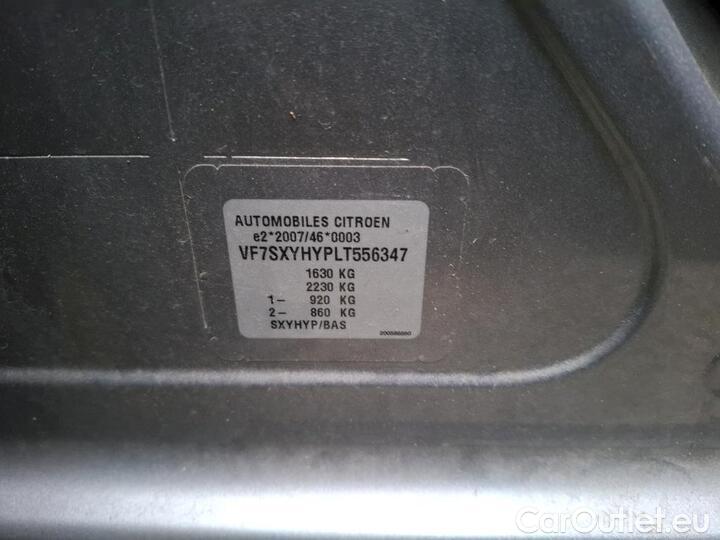 AUTOMOBILES CITROEN
e2*2007/46*0003
VF7SXYHYPLT556347
1630 KG
2230 KG
1- 920 KG
2- 860 KG
SXYHYP/BAS
CarOutlet.eu